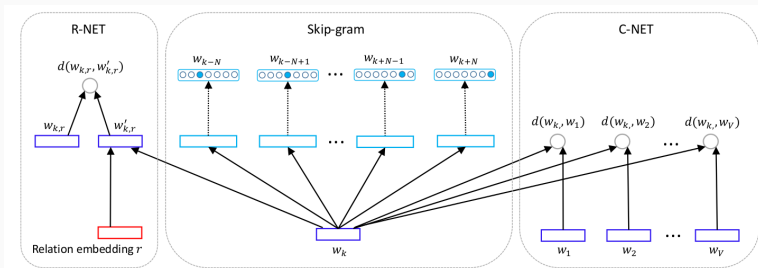 R-NET
Skip-gram
C-NET
w_{k-N} w_{k-N+1} ... w_{k+N-1} w_{k+N}
d(w_{k,r}, w'_{k,r})
w_{k,r} w'_{k,r}
...
d(w_k, w_1) d(w_k, w_2) d(w_k, w_V)
...
Relation embedding r
w_k
w_1 w_2 ... w_V